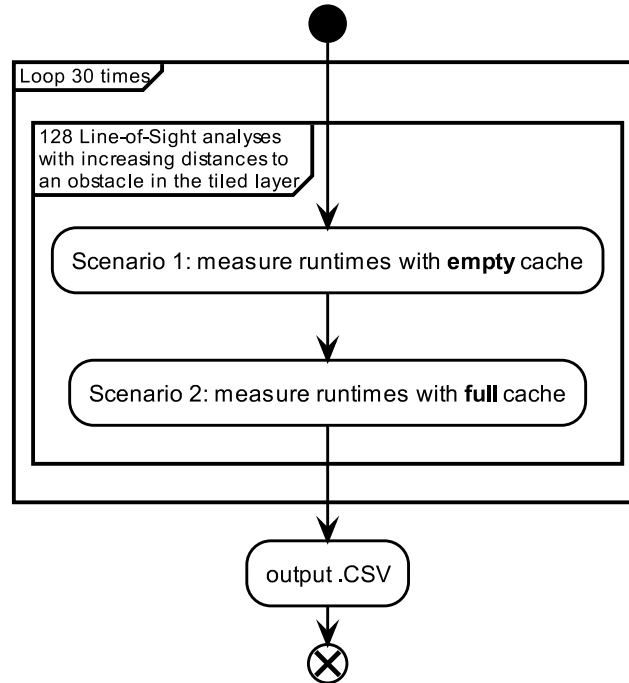 Loop 30 times
128 Line-of-Sight analyses
with increasing distances to
an obstacle in the tiled layer
Scenario 1: measure runtimes with empty cache
Scenario 2: measure runtimes with full cache
output .CSV